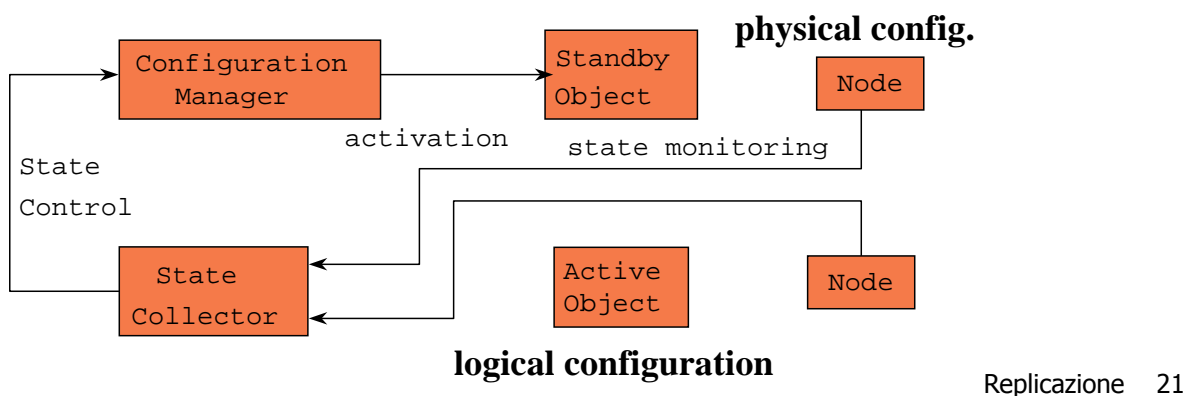 physical config.
Configuration
Manager
Standby
Object
Node
activation
state monitoring
State
Control
State
Collector
Active
Object
Node
logical configuration
Replicazione 21